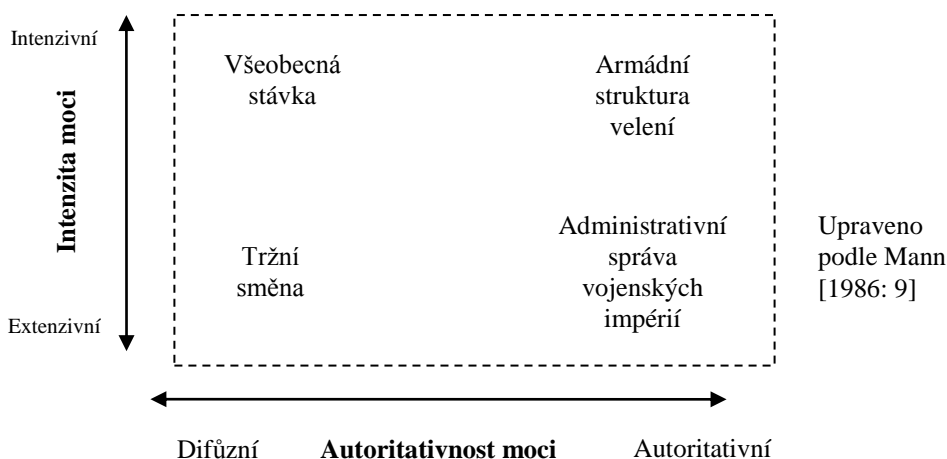 Intenzivní
Všeobecná
stávka
Armádní
struktura
velení
Intenzita moci
Tržní
směna
Administrativní
správa
vojenských
impérií
Upraveno
podle Mann
[1986: 9]
Extenzivní
Difůzní
Autoritativnost moci
Autoritativní